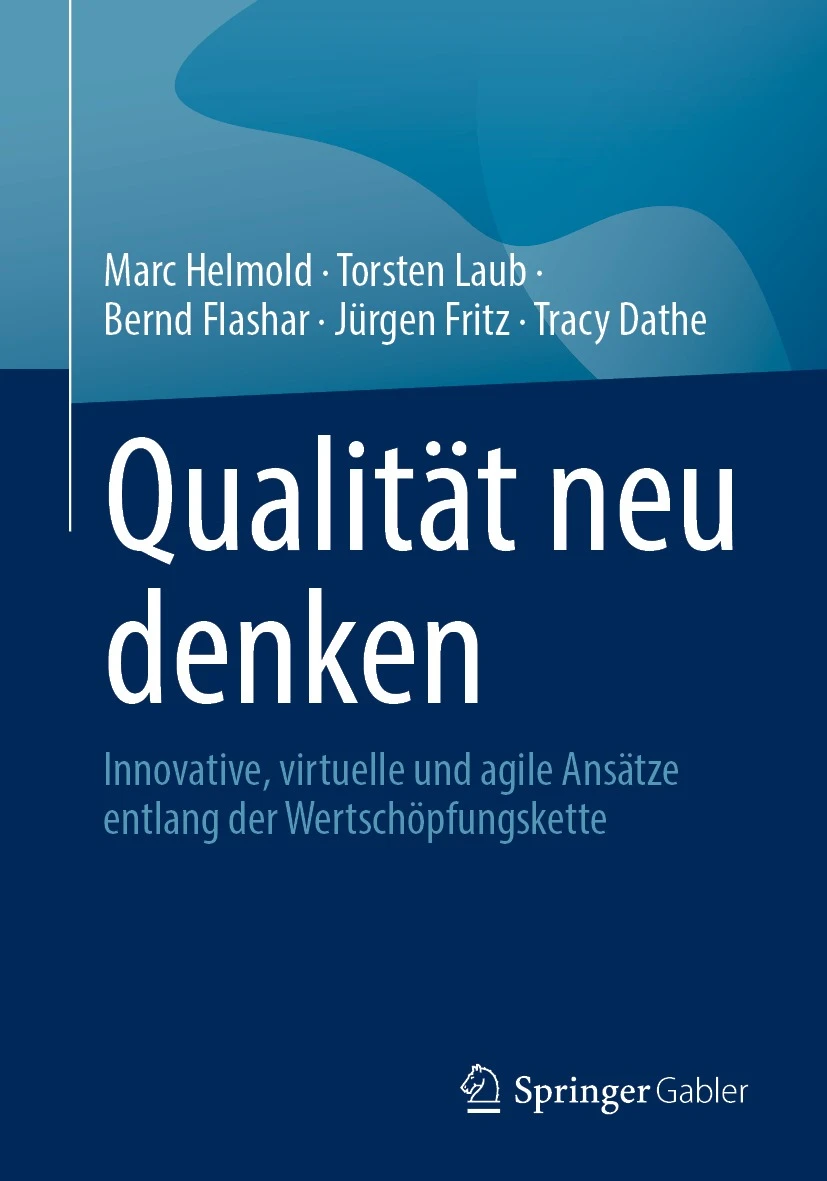 Marc Helmold · Torsten Laub ·
Bernd Flashar · Jürgen Fritz · Tracy Dathe
Qualität neu
denken
Innovative, virtuelle und agile Ansätze
entlang der Wertschöpfungskette
Springer Gabler